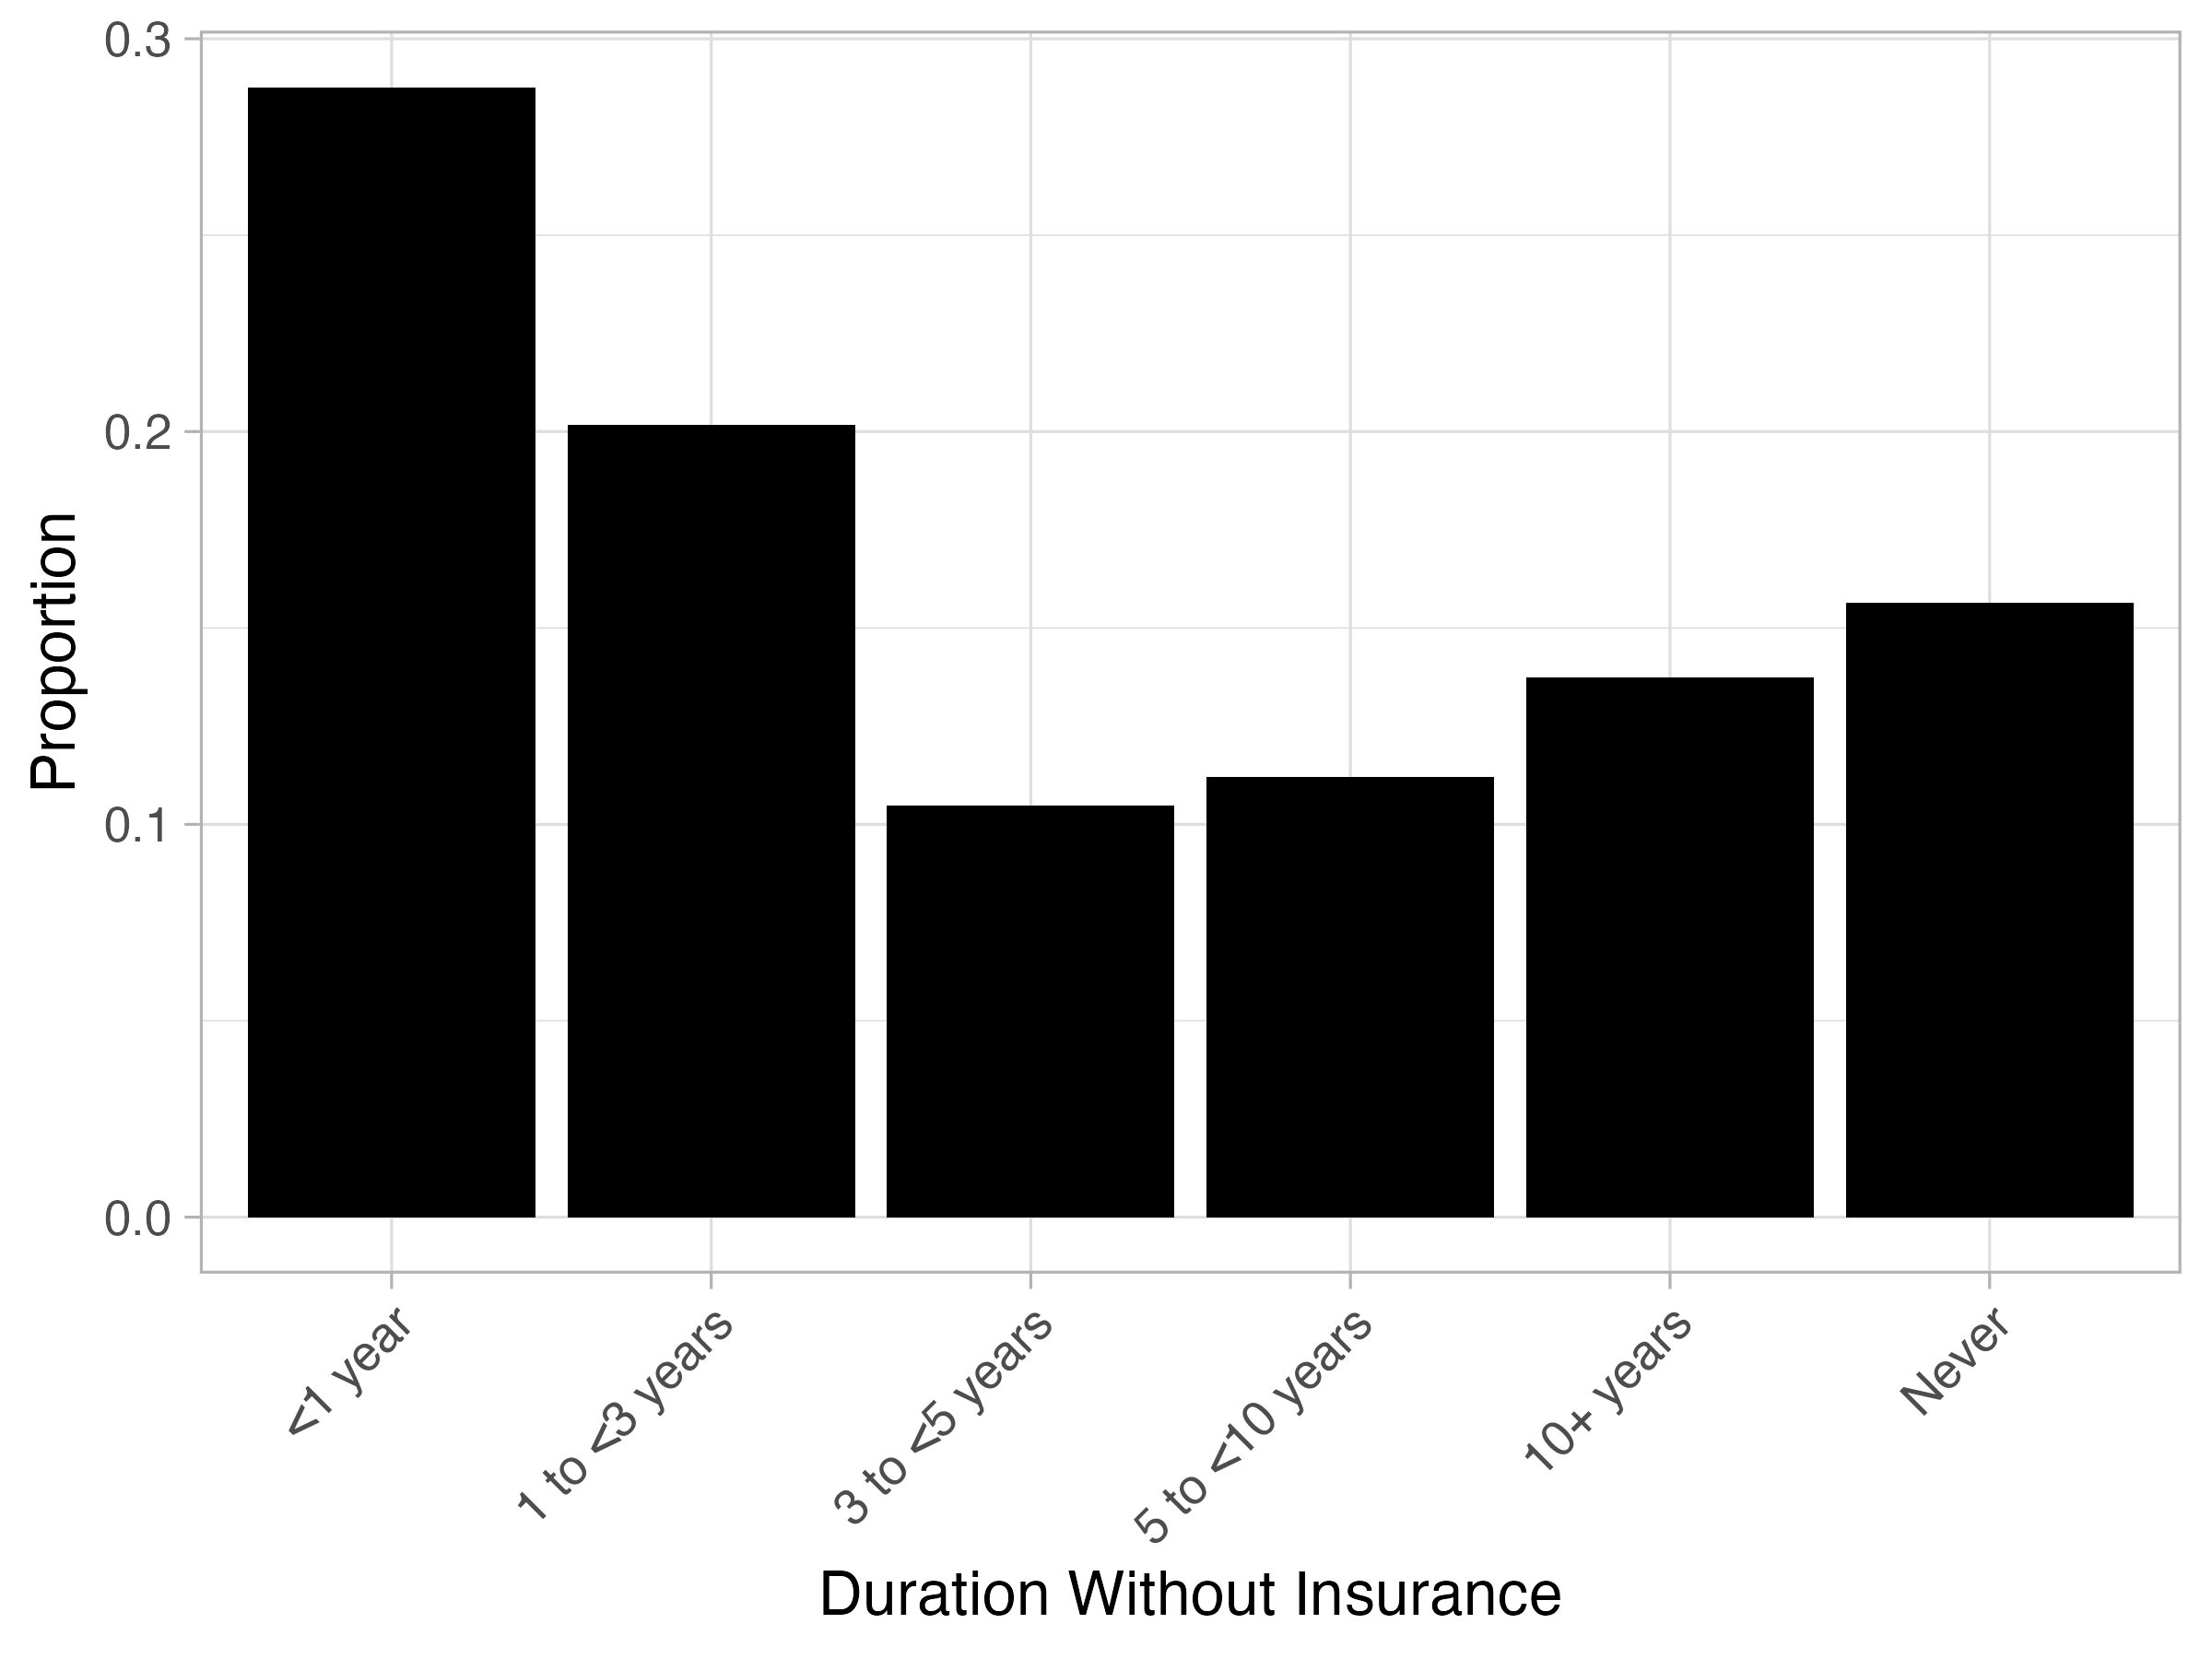 0.3
0.2
0.1
0.0
Proportion
<1 year
1 to <3 years
3 to <5 years
5 to <10 years
10+ years
Never
Duration Without Insurance